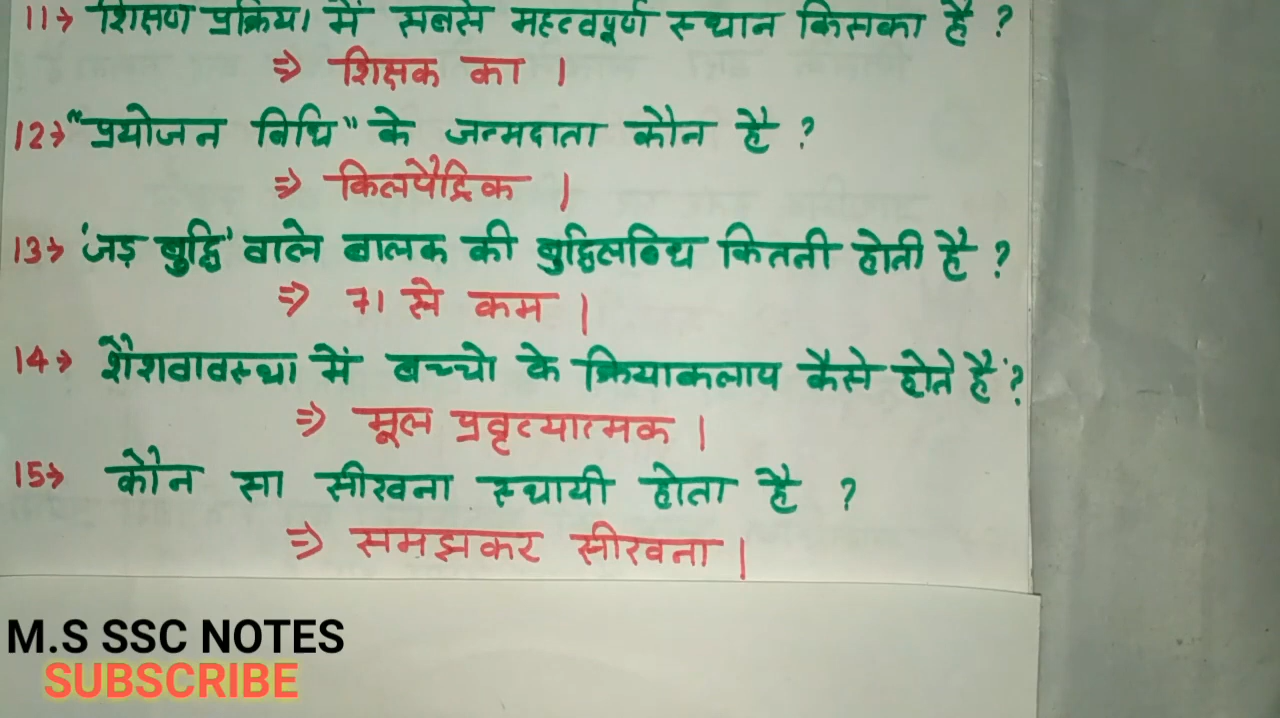 11→ शिक्षण प्रक्रिया में सबसे महत्वपूर्ण स्थान किसका है ?
⇒ शिक्षक का ।
12→ "प्रयोजन विधि" के जन्मदाता कौन है ?
⇒ किलपैट्रिक ।
13→ 'जड़ बुद्धि' वाले बालक की बुद्धिलब्धि कितनी होती है ?
⇒ 71 से कम ।
14→ शैशवावस्था में बच्चो के क्रियाकलाप कैसे होते हैं ?
⇒ मूल प्रवृत्यात्मक ।
15→ कौन सा सीखना स्थायी होता है ?
⇒ समझकर सीखना ।
M.S SSC NOTES
SUBSCRIBE